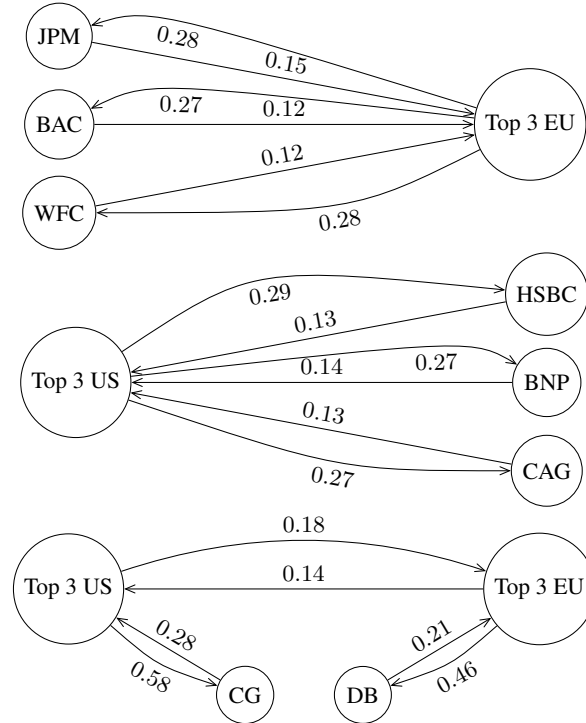 JPM
0.28
0.15
BAC
0.27
0.12
Top 3 EU
0.12
WFC
0.28
0.29
HSBC
0.13
Top 3 US
0.14
0.27
BNP
0.13
0.27
CAG
0.18
Top 3 US
0.14
Top 3 EU
0.28
0.21
0.58
0.46
CG
DB